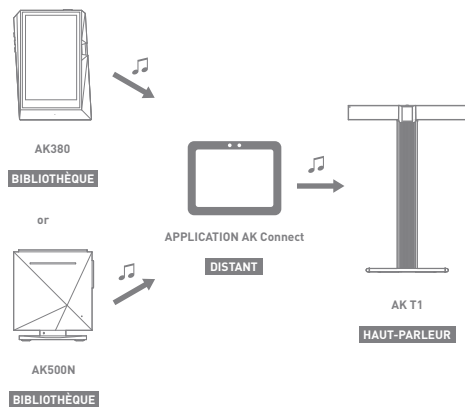 AK380
BIBLIOTHÈQUE
or
AK500N
BIBLIOTHÈQUE
APPLICATION AK Connect
DISTANT
AK T1
HAUT-PARLEUR